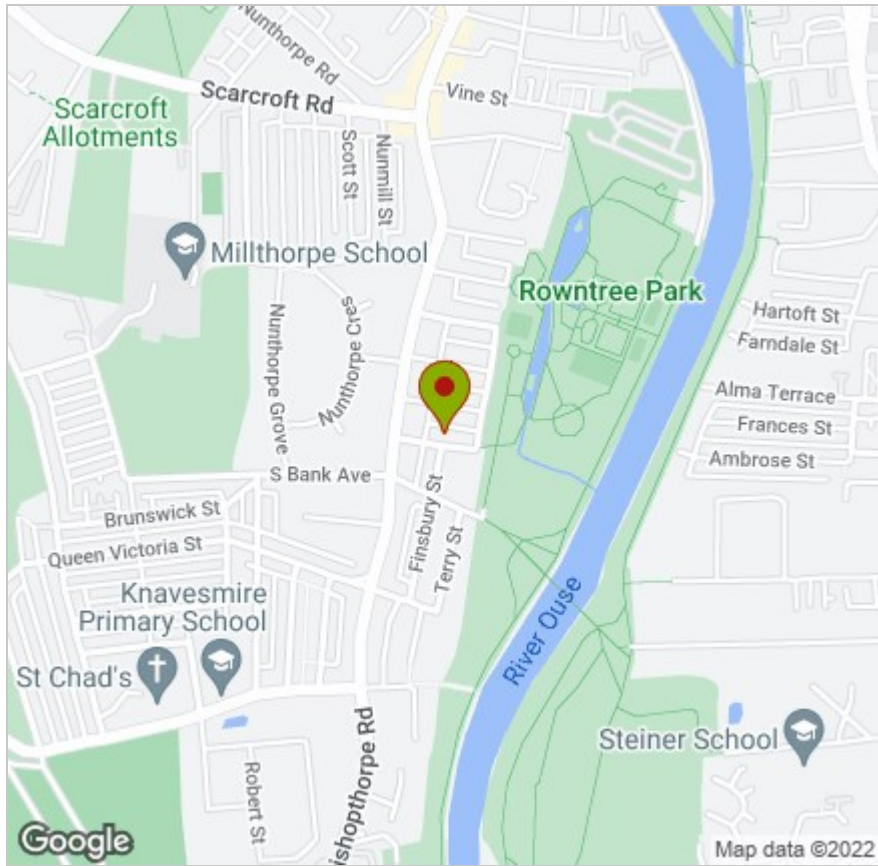 Nunthorpe Rd
Vine St
Scarcroft Rd
Scarcroft
Allotments
Scott St
Nunmill St
Millthorpe School
Rowntree Park
Hartoft St
Nunthorpe Cres
Nunthorpe Grove
Farndale St
Alma Terrace
Frances St
Ambrose St
S Bank Ave
Brunswick St
Finsbury St
Terry St
Queen Victoria St
Knavesmire
Primary School
St Chad's
River Ouse
Steiner School
Robert St
ishopthorpe Rd
Google
Map data ©2022